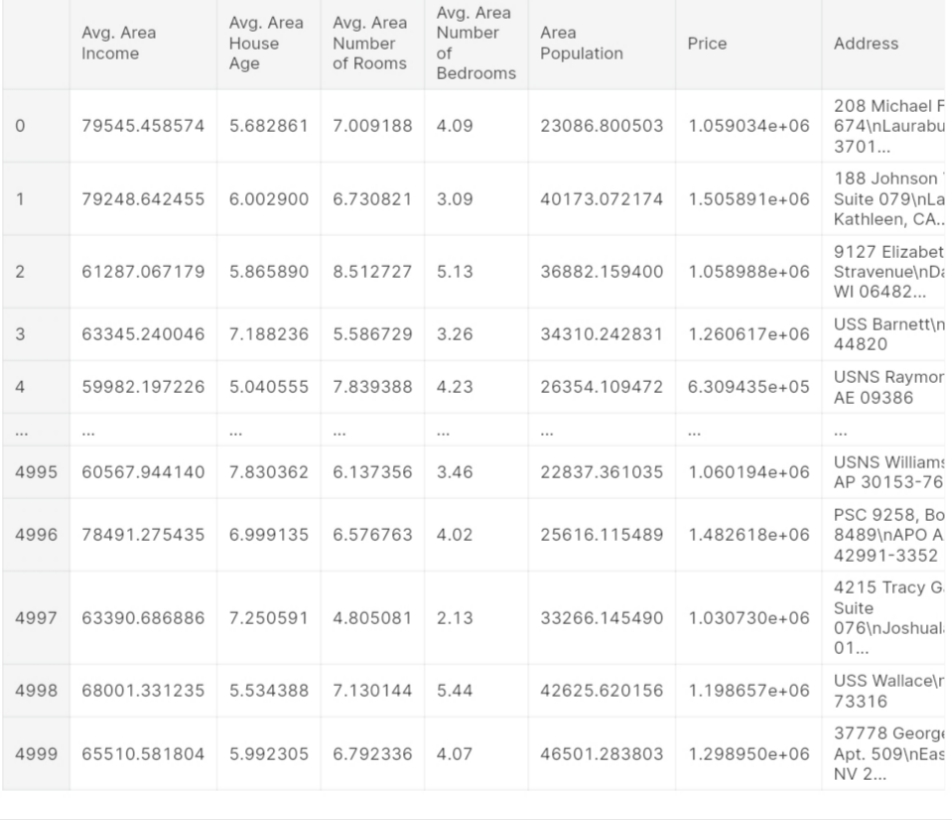 Avg. Area Income	Avg. Area House Age	Avg. Area Number of Rooms	Avg. Area Number of Bedrooms	Area Population	Price	Address
0	79545.458574	5.682861	7.009188	4.09	23086.800503	1.059034e+06	208 Michael F 674\nLaurabu 3701...
1	79248.642455	6.002900	6.730821	3.09	40173.072174	1.505891e+06	188 Johnson Suite 079\nLa Kathleen, CA..
2	61287.067179	5.865890	8.512727	5.13	36882.159400	1.058988e+06	9127 Elizabet Stravenue\nDa WI 06482...
3	63345.240046	7.188236	5.586729	3.26	34310.242831	1.260617e+06	USS Barnett\n 44820
4	59982.197226	5.040555	7.839388	4.23	26354.109472	6.309435e+05	USNS Raymor AE 09386
...	...	...	...	...	...	...	...
4995	60567.944140	7.830362	6.137356	3.46	22837.361035	1.060194e+06	USNS Williams AP 30153-76
4996	78491.275435	6.999135	6.576763	4.02	25616.115489	1.482618e+06	PSC 9258, Bo 8489\nAPO A 42991-3352
4997	63390.686886	7.250591	4.805081	2.13	33266.145490	1.030730e+06	4215 Tracy G Suite 076\nJoshual 01...
4998	68001.331235	5.534388	7.130144	5.44	42625.620156	1.198657e+06	USS Wallace\r 73316
4999	65510.581804	5.992305	6.792336	4.07	46501.283803	1.298950e+06	37778 George Apt. 509\nEas NV 2...